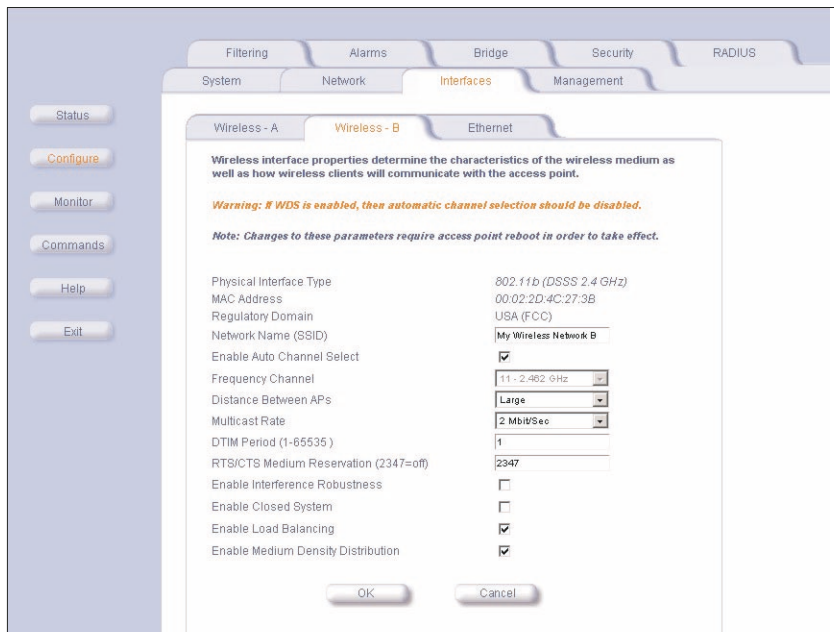 Filtering Alarms Bridge Security RADIUS
System Network Interfaces Management
Status
Configure
Monitor
Commands
Help
Exit
Wireless - A Wireless - B Ethernet
Wireless interface properties determine the characteristics of the wireless medium as
well as how wireless clients will communicate with the access point.
Warning: If WDS is enabled, then automatic channel selection should be disabled.
Note: Changes to these parameters require access point reboot in order to take effect.
Physical Interface Type 802.11b (DSSS 2.4 GHz)
MAC Address 00:02:2D:4C:27:3B
Regulatory Domain USA (FCC)
Network Name (SSID) My Wireless Network B
Enable Auto Channel Select
Frequency Channel 11 - 2.462 GHz
Distance Between APs Large
Multicast Rate 2 Mbit/Sec
DTIM Period (1-65535 ) 1
RTS/CTS Medium Reservation (2347=off) 2347
Enable Interference Robustness
Enable Closed System
Enable Load Balancing
Enable Medium Density Distribution
OK Cancel